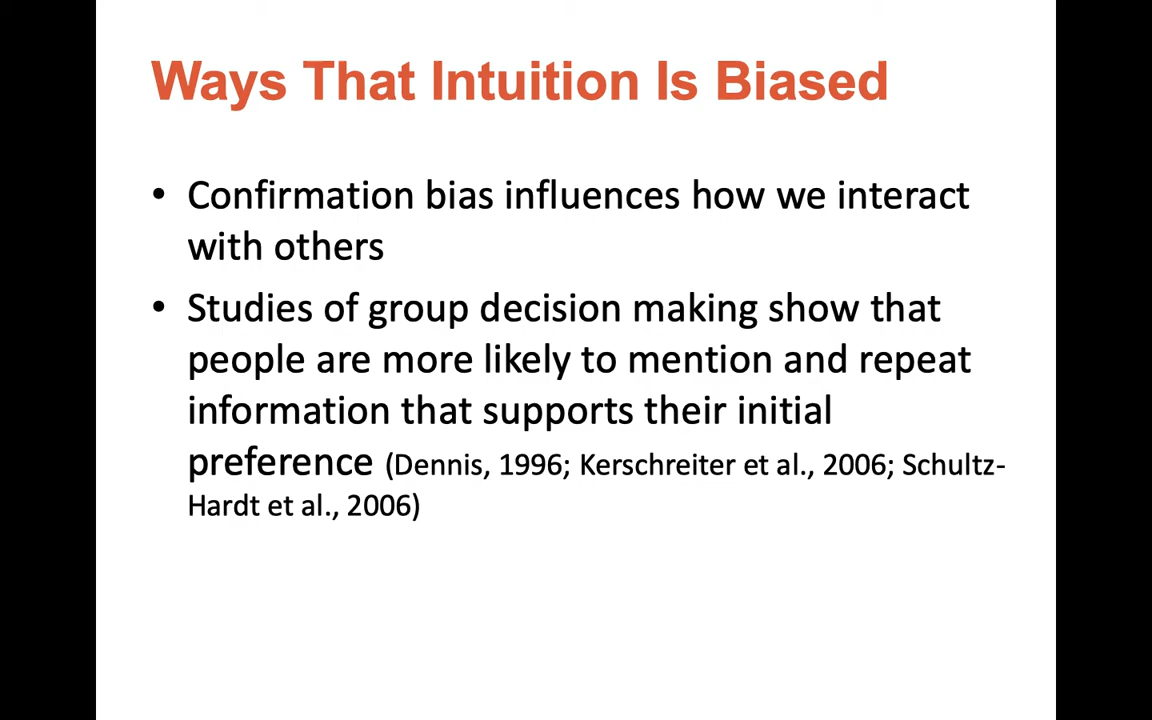 Ways That Intuition Is Biased
• Confirmation bias influences how we interact
with others
• Studies of group decision making show that
people are more likely to mention and repeat
information that supports their initial
preference (Dennis, 1996; Kerschreiter et al., 2006; Schultz-
Hardt et al., 2006)